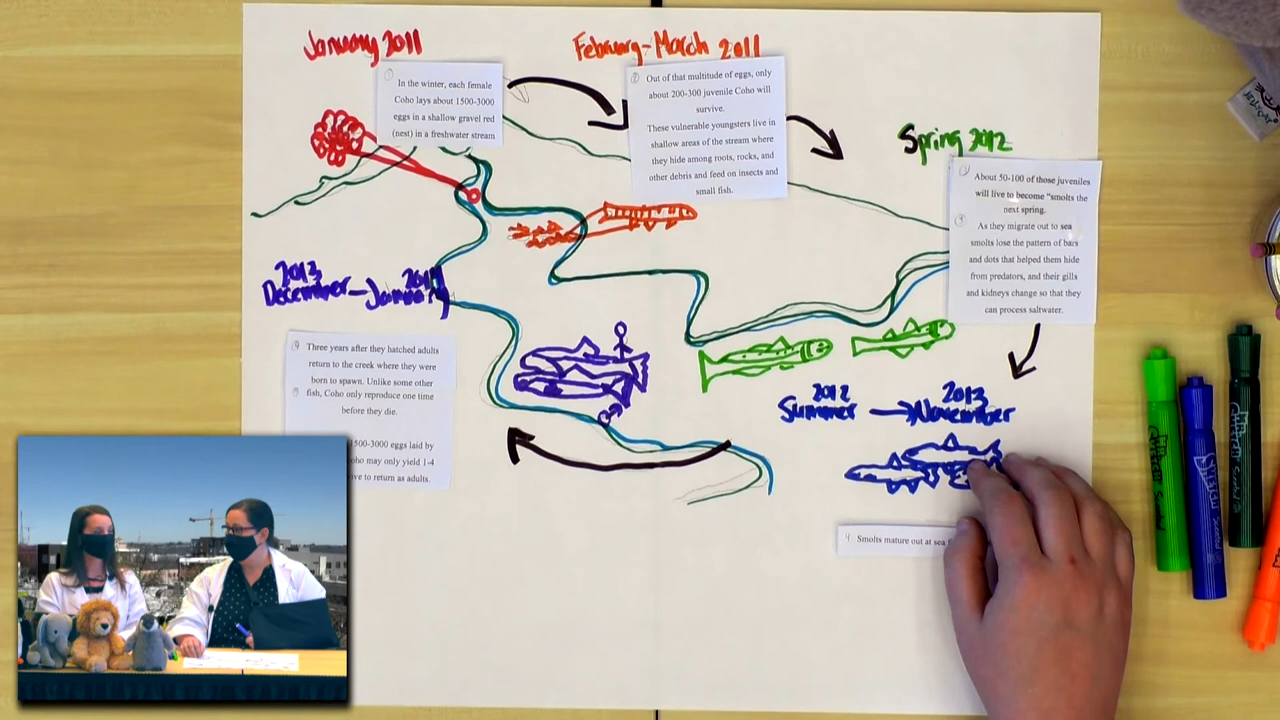 January 2011
① In the winter, each female
Coho lays about 1500-3000
eggs in a shallow gravel red
(nest) in a freshwater stream
February-March 2011
② Out of that multitude of eggs, only
about 200-300 juvenile Coho will
survive.
These vulnerable youngsters live in
shallow areas of the stream where
they hide among roots, rocks, and
other debris and feed on insects and
small fish.
Spring 2012
About 50-100 of those juveniles
will live to become "smolts the
next spring.
As they migrate out to sea
smolts lose the pattern of bars
and dots that helped them hide
from predators, and their gills
and kidneys change so that they
can process saltwater.
2012 2013
Summer → November
4 Smolts mature out at sea
2013
December-January
Three years after they hatched adults
return to the creek where they were
born to spawn. Unlike some other
fish, Coho only reproduce one time
before they die.
1500-3000 eggs laid by
may only yield 1-4
to return as adults.
Scented
Scented